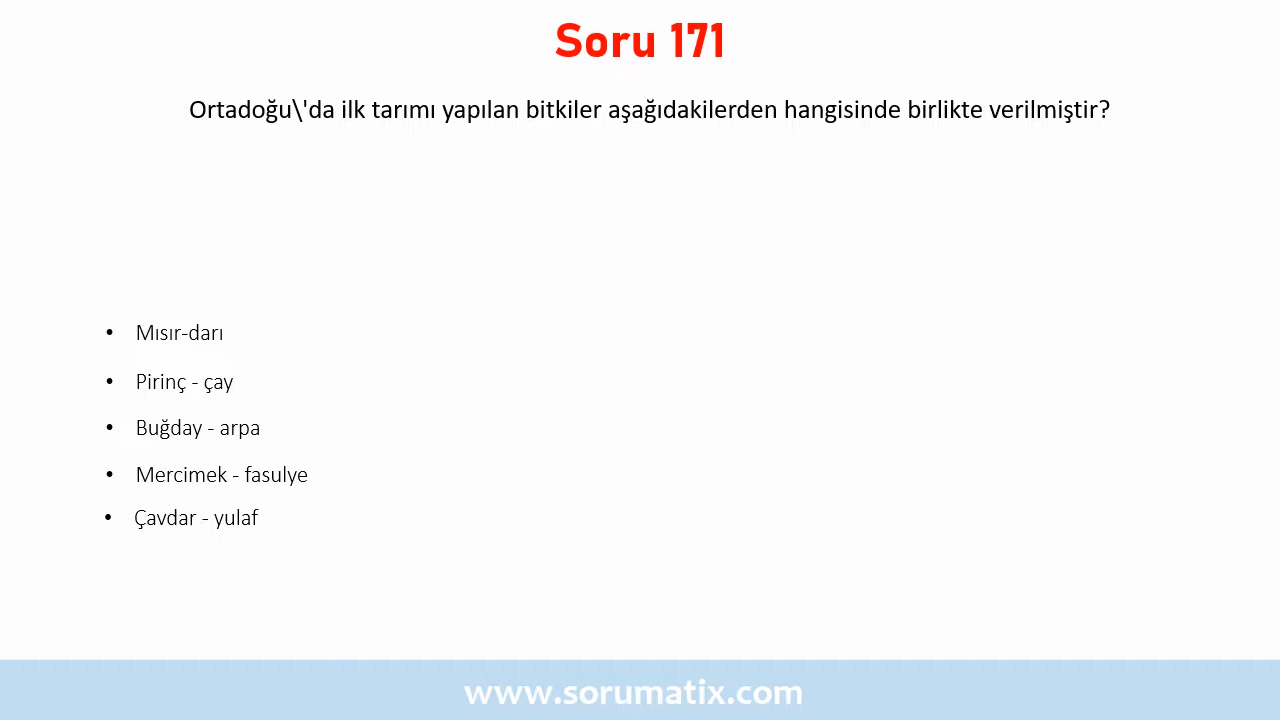 Soru 171
Ortadoğu\'da ilk tarımı yapılan bitkiler aşağıdakilerden hangisinde birlikte verilmiştir?
• Mısır-darı
• Pirinç - çay
• Buğday - arpa
• Mercimek - fasulye
• Çavdar - yulaf
www.sorumatix.com